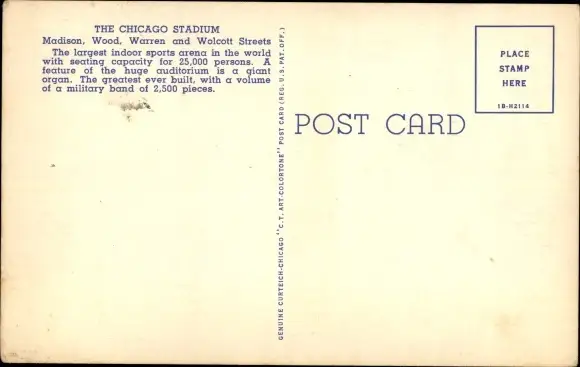 THE CHICAGO STADIUM
Madison, Wood, Warren and Wolcott Streets
The largest indoor sports arena in the world
with seating capacity for 25,000 persons. A
feature of the huge auditorium is a giant
organ. The greatest ever built, with a volume
of a military band of 2,500 pieces.
GENUINE CURTEICH-CHICAGO "C.T. ART-COLORTONE" POST CARD (REG. U.S. PAT. OFF.)
POST CARD
PLACE
STAMP
HERE
1B-H2114